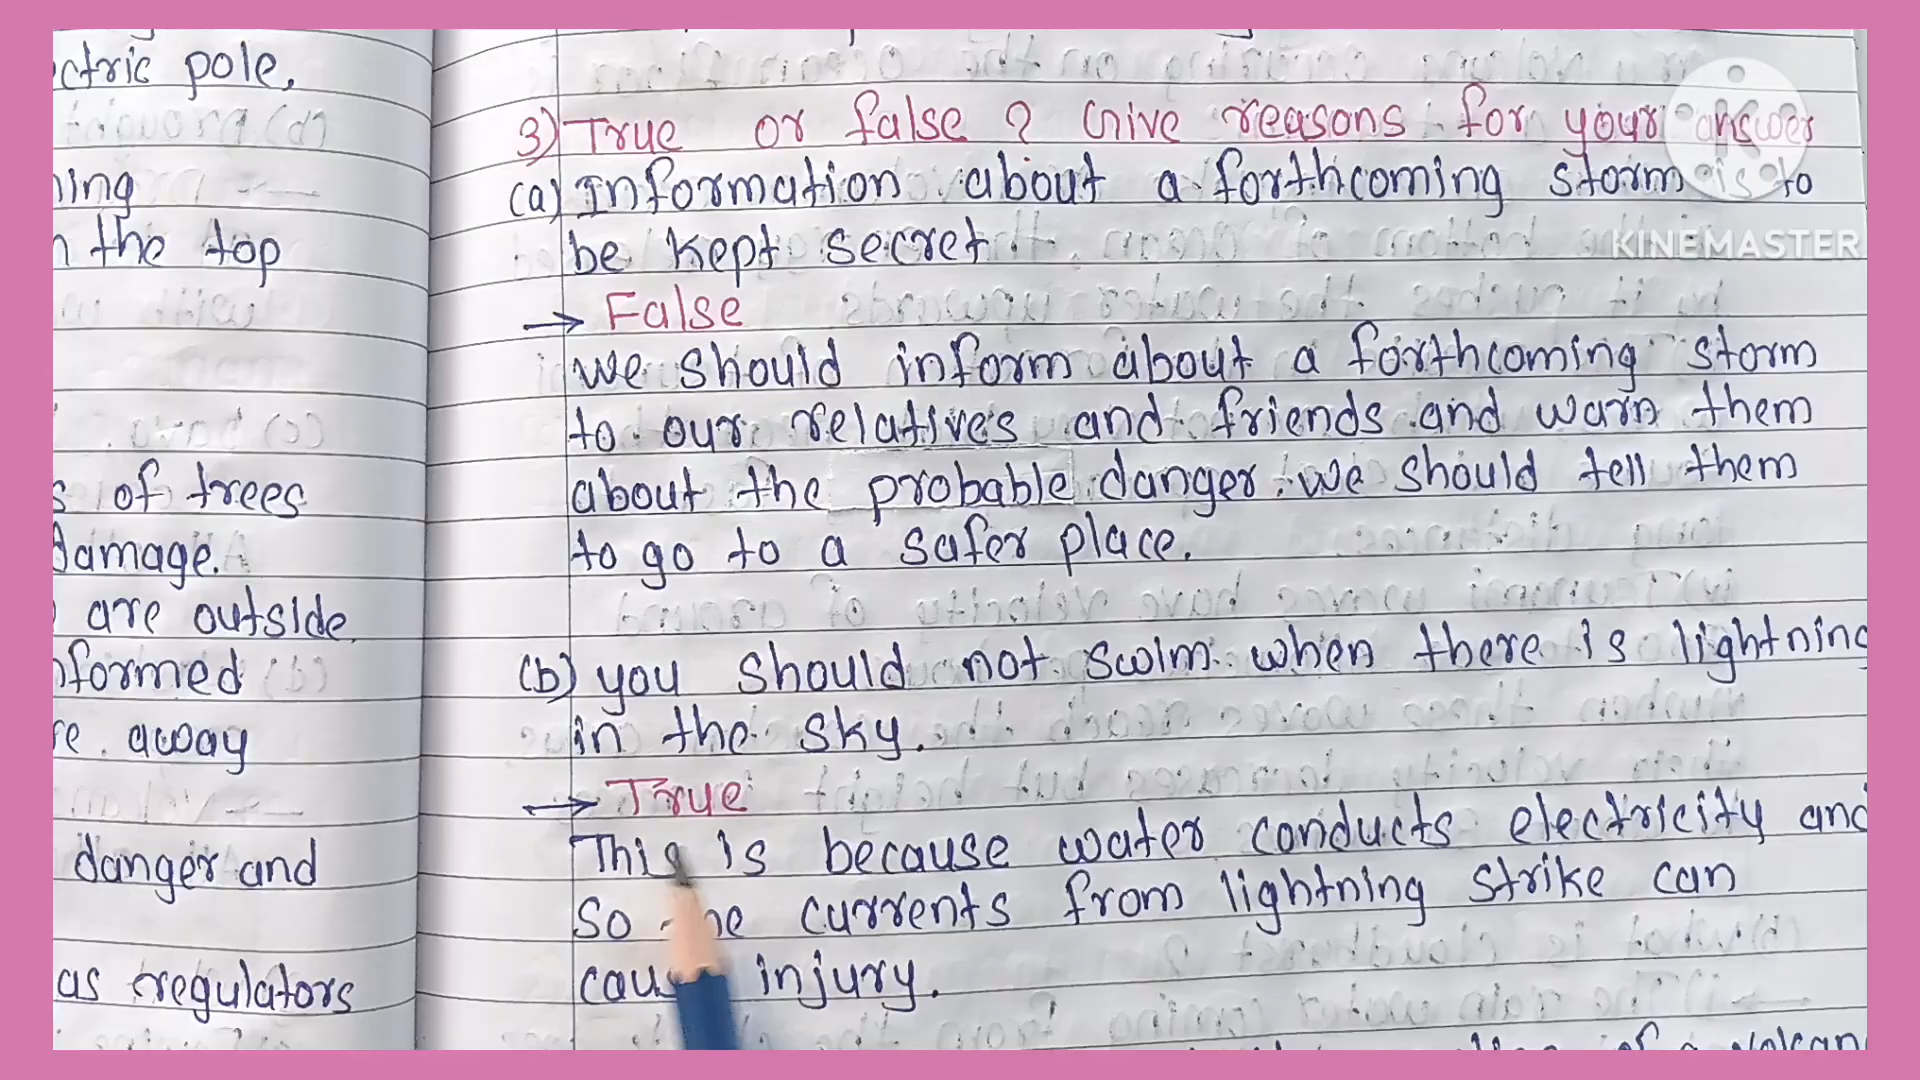 ctric pole.
ning
n the top
s of trees
damage.
are outside.
nformed
re away
danger and
as regulators
3) True or false ? Give reasons for your answer
(a) Information about a forthcoming storm is to
be kept secret
→ False
we should inform about a forthcoming storm
to our relatives and friends and warn them
about the probable danger. we should tell them
to go to a safer place.
(b) you should not swim when there is lightning
in the sky.
→ True
This is because water conducts electricity and
So the currents from lightning strike can
cause injury.
of a volcan
KINEMASTER